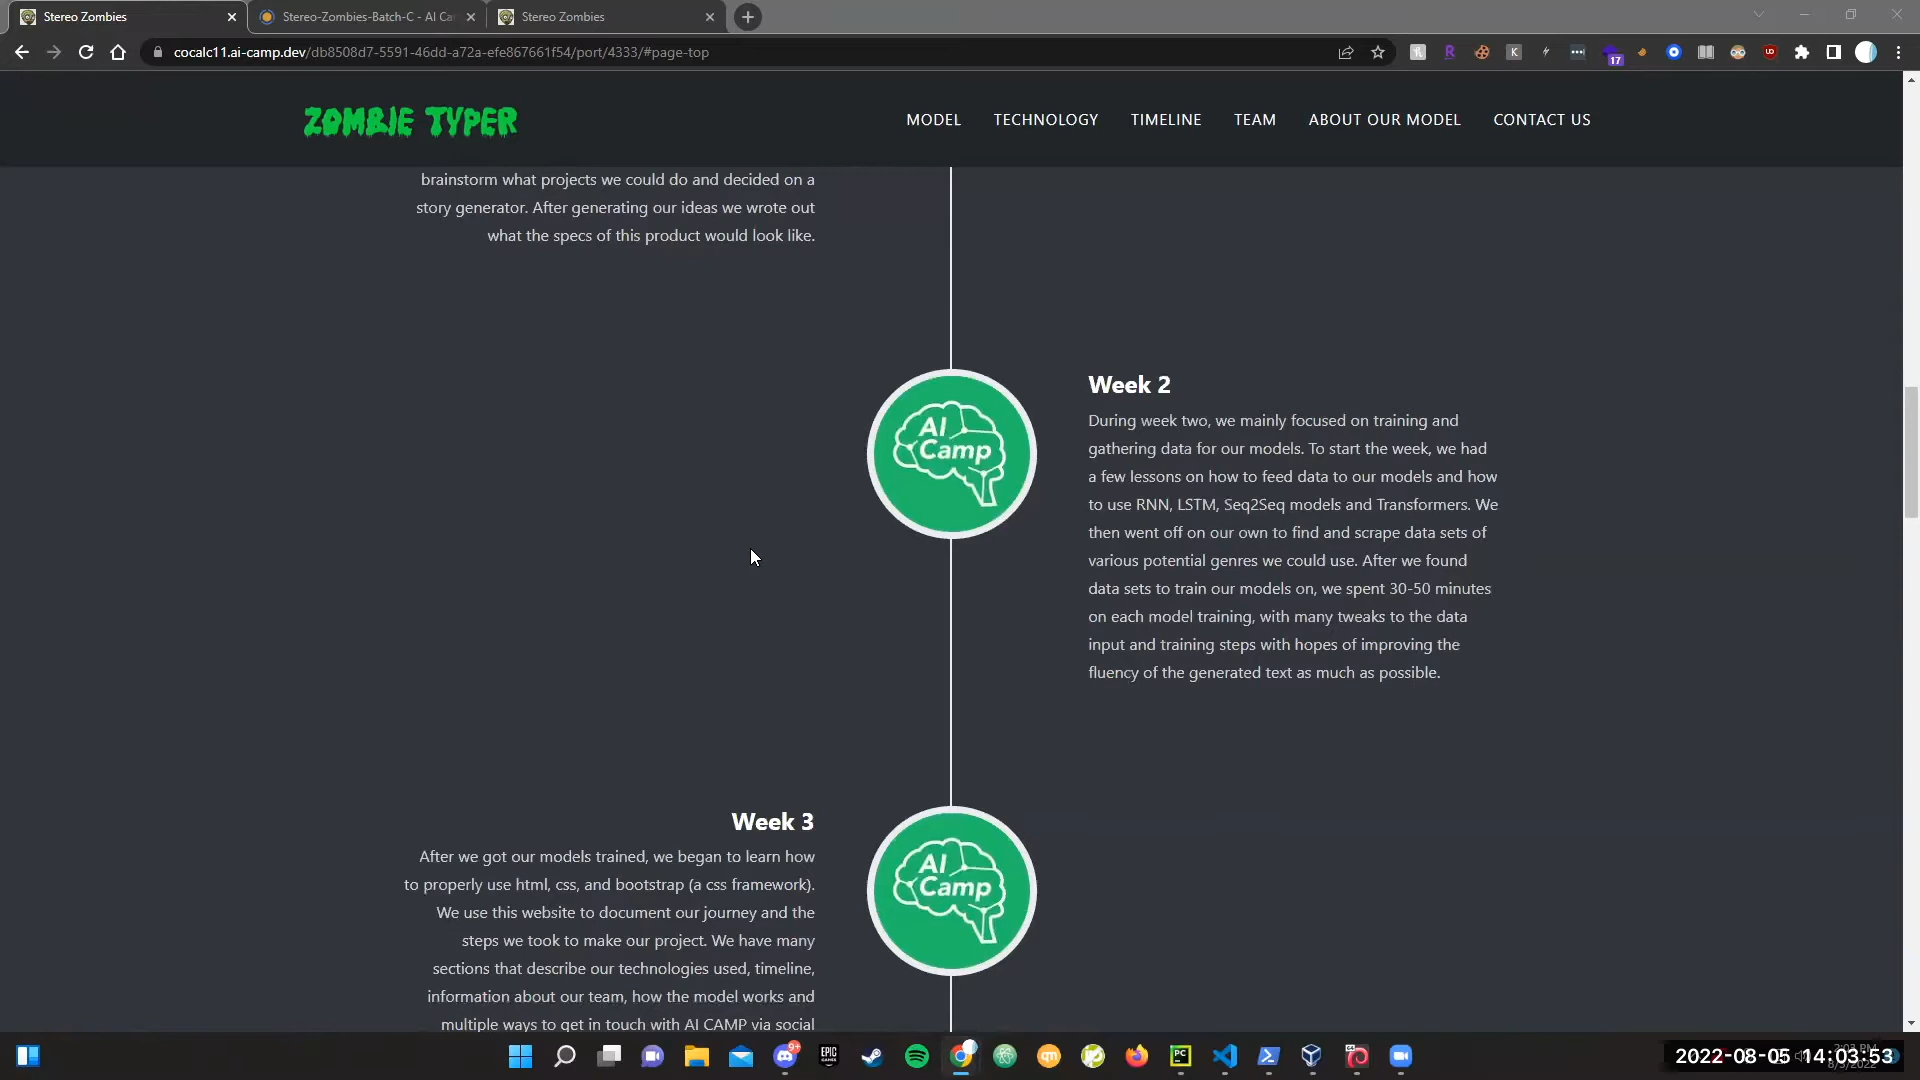 Stereo Zombies
Stereo-Zombies-Batch-C - AI Ca
Stereo Zombies
cocalc11.ai-camp.dev/db8508d7-5591-46dd-a72a-efe867661f54/port/4333/#page-top
17
ZOMBIE TYPER
MODEL
TECHNOLOGY
TIMELINE
TEAM
ABOUT OUR MODEL
CONTACT US
brainstorm what projects we could do and decided on a
story generator. After generating our ideas we wrote out
what the specs of this product would look like.
AI
Camp
Week 2
During week two, we mainly focused on training and
gathering data for our models. To start the week, we had
a few lessons on how to feed data to our models and how
to use RNN, LSTM, Seq2Seq models and Transformers. We
then went off on our own to find and scrape data sets of
various potential genres we could use. After we found
data sets to train our models on, we spent 30-50 minutes
on each model training, with many tweaks to the data
input and training steps with hopes of improving the
fluency of the generated text as much as possible.
Week 3
After we got our models trained, we began to learn how
to properly use html, css, and bootstrap (a css framework).
We use this website to document our journey and the
steps we took to make our project. We have many
sections that describe our technologies used, timeline,
information about our team, how the model works and
multiple ways to get in touch with AI CAMP via social
AI
Camp
9+
EPIC
GAMES
qm
PC
2022-08-05 14:03:53